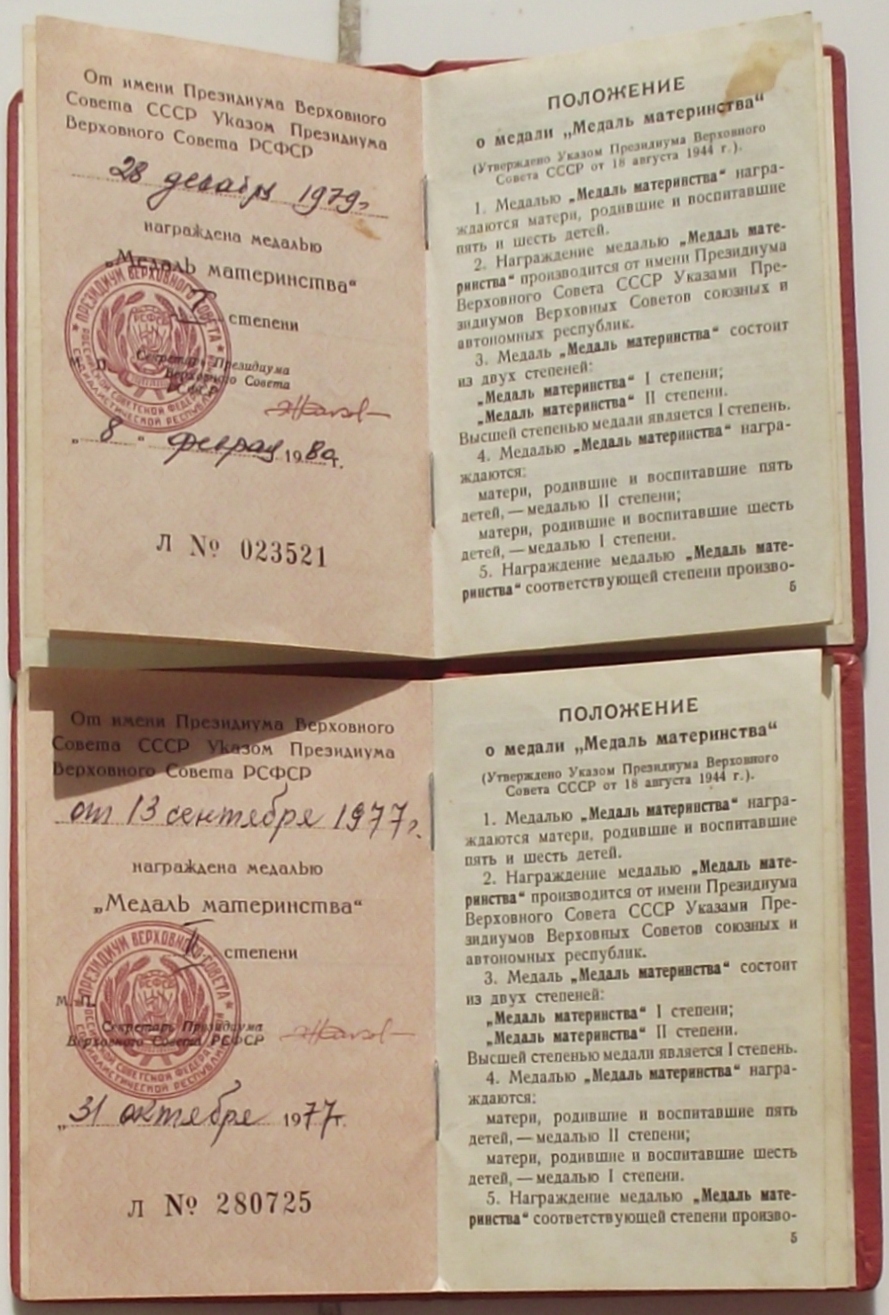 От имени Президиума Верховного
Совета СССР Указом Президиума
Верховного Совета РСФСР
28 декабря 1979г
награждена медалью
„Медаль материнства“
I степени
ПРЕЗИДИУМ ВЕРХОВНОГО СОВЕТА
М. П.
Секретарь Президиума
Верховного Совета
„ 8 “ февраля 1980г.
Л № 023521
ПОЛОЖЕНИЕ
о медали „Медаль материнства“
(Утверждено Указом Президиума Верховного
Совета СССР от 18 августа 1944 г.).
1. Медалью „Медаль материнства“ награ-
ждаются матери, родившие и воспитавшие
пять и шесть детей.
2. Награждение медалью „Медаль мате-
ринства“ производится от имени Президиума
Верховного Совета СССР Указами Пре-
зидиумов Верховных Советов союзных и
автономных республик.
3. Медаль „Медаль материнства“ состоит
из двух степеней:
„Медаль материнства“ I степени;
„Медаль материнства“ II степени.
Высшей степенью медали является I степень.
4. Медалью „Медаль материнства“ награ-
ждаются:
матери, родившие и воспитавшие пять
детей, — медалью II степени;
матери, родившие и воспитавшие шесть
детей, — медалью I степени.
5. Награждение медалью „Медаль мате-
ринства“ соответствующей степени произво-
5
От имени Президиума Верховного
Совета СССР Указом Президиума
Верховного Совета РСФСР
от 13 сентября 1977г.
награждена медалью
„Медаль материнства“
II степени
ПРЕЗИДИУМ ВЕРХОВНОГО СОВЕТА
РСФСР
М. П.
Секретарь Президиума
Верховного Совета РСФСР
„31 октября 1977г.
Л № 280725
ПОЛОЖЕНИЕ
о медали „Медаль материнства“
(Утверждено Указом Президиума Верховного
Совета СССР от 18 августа 1944 г.).
1. Медалью „Медаль материнства“ награ-
ждаются матери, родившие и воспитавшие
пять и шесть детей.
2. Награждение медалью „Медаль мате-
ринства“ производится от имени Президиума
Верховного Совета СССР Указами Пре-
зидиумов Верховных Советов союзных и
автономных республик.
3. Медаль „Медаль материнства“ состоит
из двух степеней:
„Медаль материнства“ I степени;
„Медаль материнства“ II степени.
Высшей степенью медали является I степень.
4. Медалью „Медаль материнства“ награ-
ждаются:
матери, родившие и воспитавшие пять
детей, — медалью II степени;
матери, родившие и воспитавшие шесть
детей, — медалью I степени.
5. Награждение медалью „Медаль мате-
ринства“ соответствующей степени произво-
5